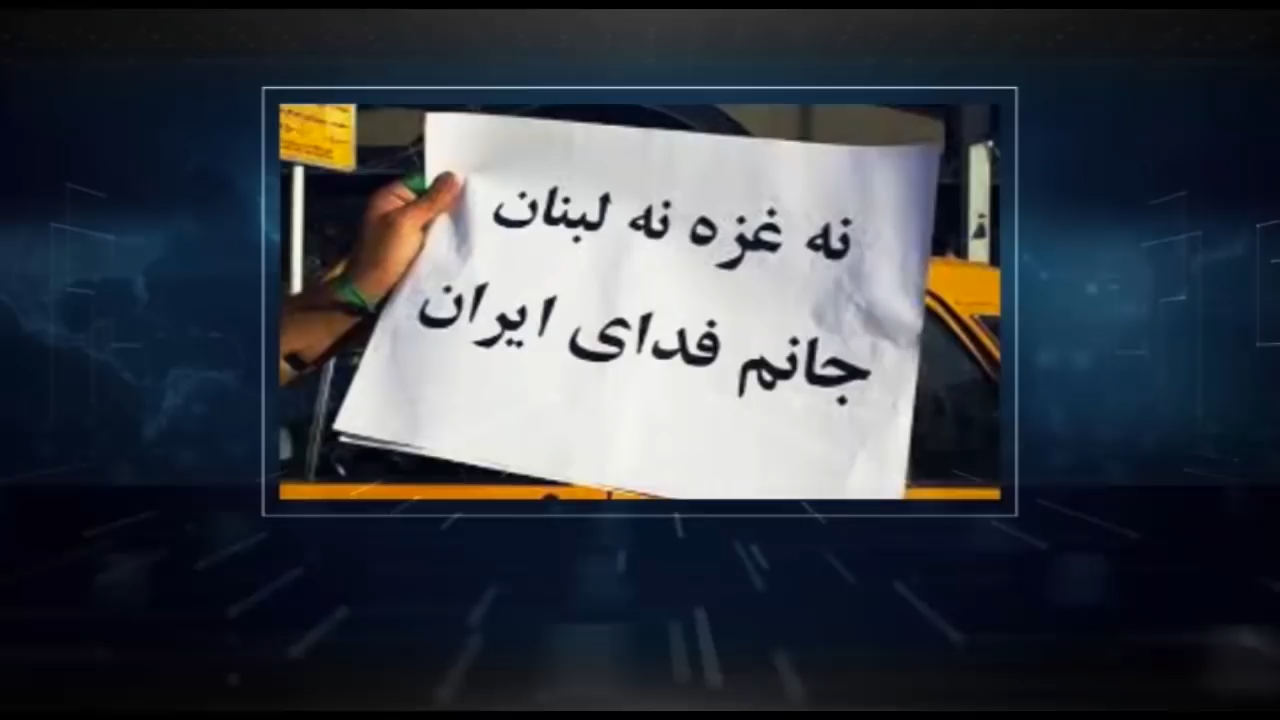 نه غزه نه لبنان
جانم فدای ایران